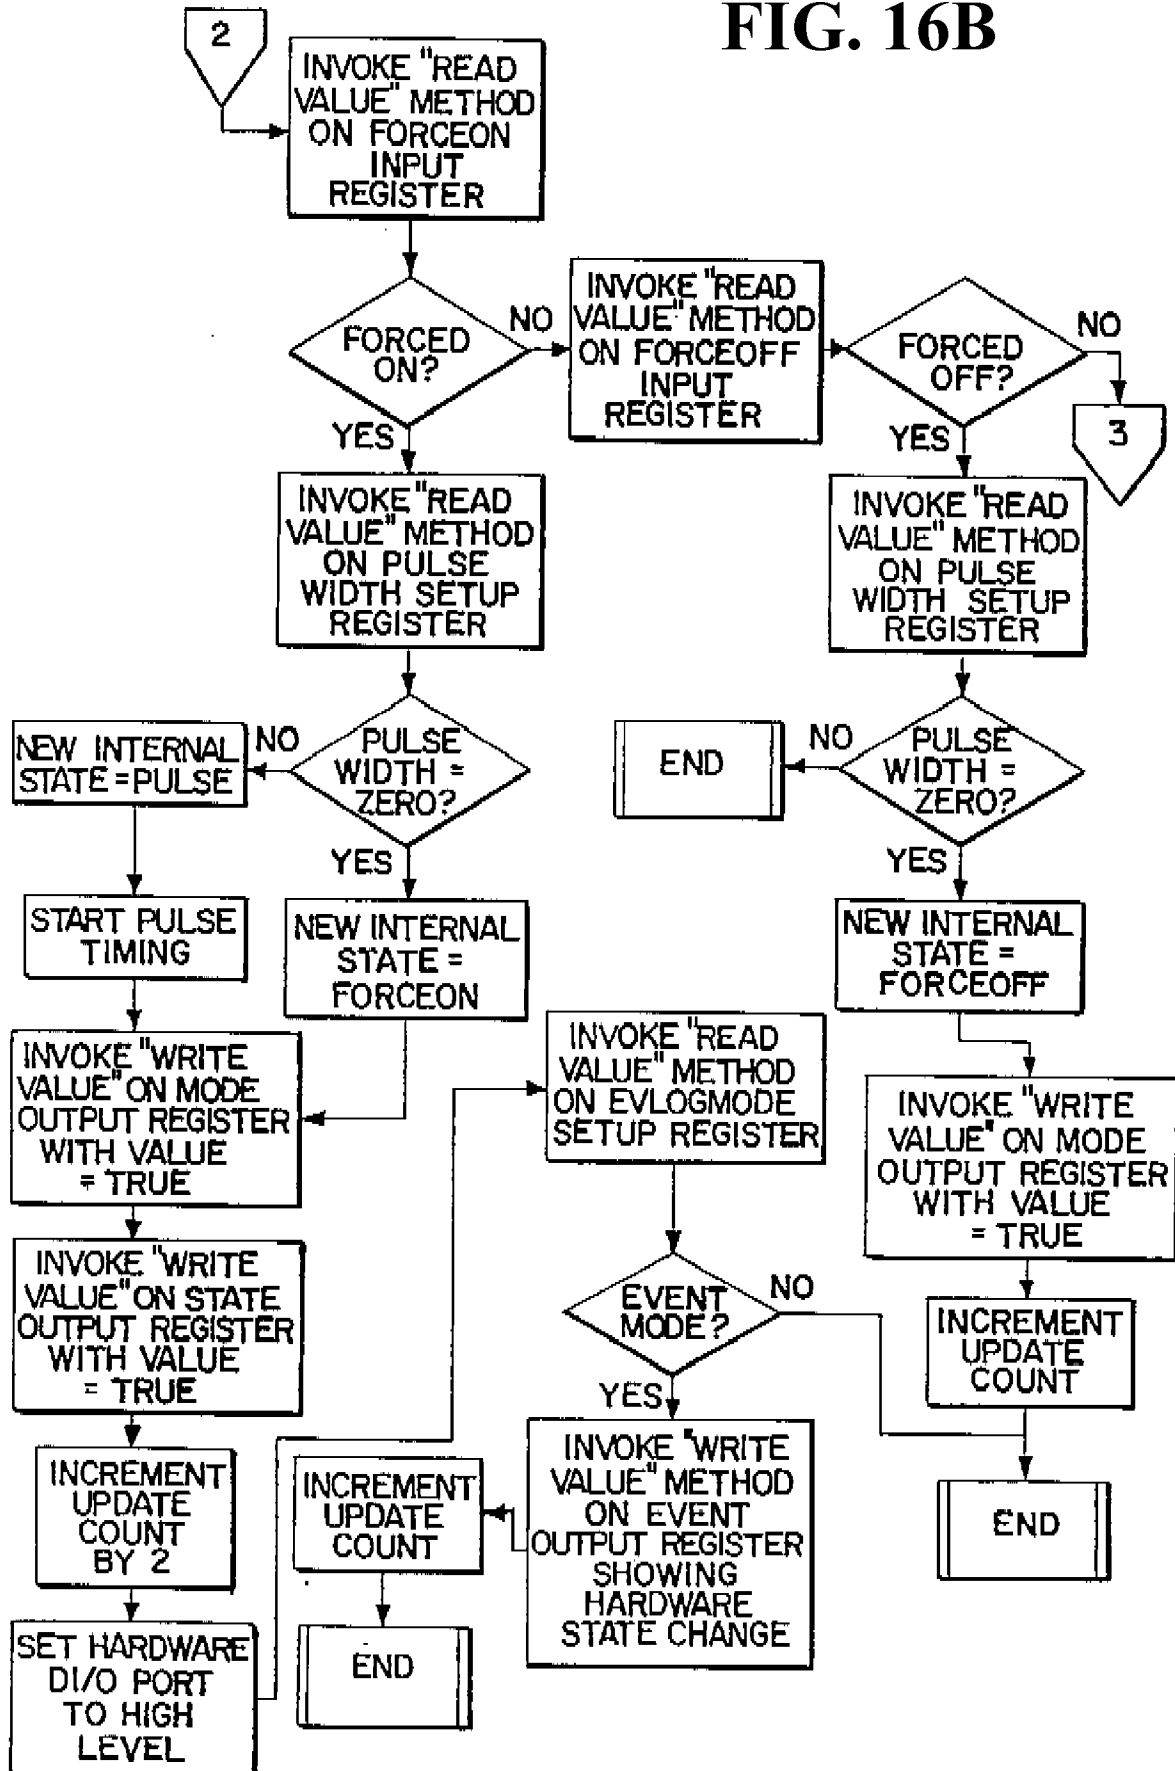 FIG. 16B
2
INVOKE "READ
VALUE" METHOD
ON FORCEON
INPUT
REGISTER
FORCED
ON?
NO
YES
INVOKE "READ
VALUE" METHOD
ON FORCEOFF
INPUT
REGISTER
FORCED
OFF?
NO
YES
3
INVOKE "READ
VALUE" METHOD
ON PULSE
WIDTH SETUP
REGISTER
INVOKE "READ
VALUE" METHOD
ON PULSE
WIDTH SETUP
REGISTER
NEW INTERNAL
STATE = PULSE
NO
PULSE
WIDTH =
ZERO?
YES
END
NO
PULSE
WIDTH =
ZERO?
YES
START PULSE
TIMING
NEW INTERNAL
STATE =
FORCEON
NEW INTERNAL
STATE =
FORCEOFF
INVOKE "WRITE
VALUE" ON MODE
OUTPUT REGISTER
WITH VALUE
= TRUE
INVOKE "READ
VALUE" METHOD
ON EVLOGMODE
SETUP REGISTER
INVOKE "WRITE
VALUE" ON MODE
OUTPUT REGISTER
WITH VALUE
= TRUE
INVOKE "WRITE
VALUE" ON STATE
OUTPUT REGISTER
WITH VALUE
= TRUE
EVENT
MODE?
NO
YES
INCREMENT
UPDATE
COUNT
INCREMENT
UPDATE
COUNT
BY 2
INCREMENT
UPDATE
COUNT
INVOKE "WRITE
VALUE" METHOD
ON EVENT
OUTPUT REGISTER
SHOWING
HARDWARE
STATE CHANGE
END
SET HARDWARE
DI/O PORT
TO HIGH
LEVEL
END